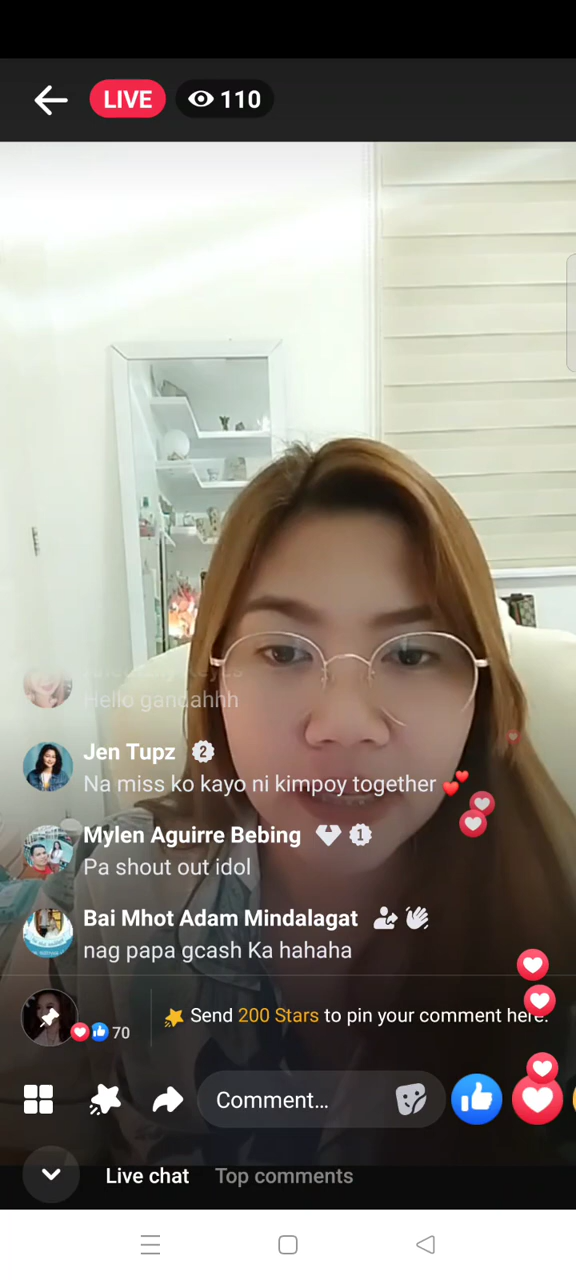 LIVE
110
Hello gandahhh
Jen Tupz 2
Na miss ko kayo ni kimpoy together 💕
Mylen Aguirre Bebing 1
Pa shout out idol
Bai Mhot Adam Mindalagat
nag papa gcash Ka hahaha
70
Send 200 Stars to pin your comment here.
Comment...
Live chat Top comments